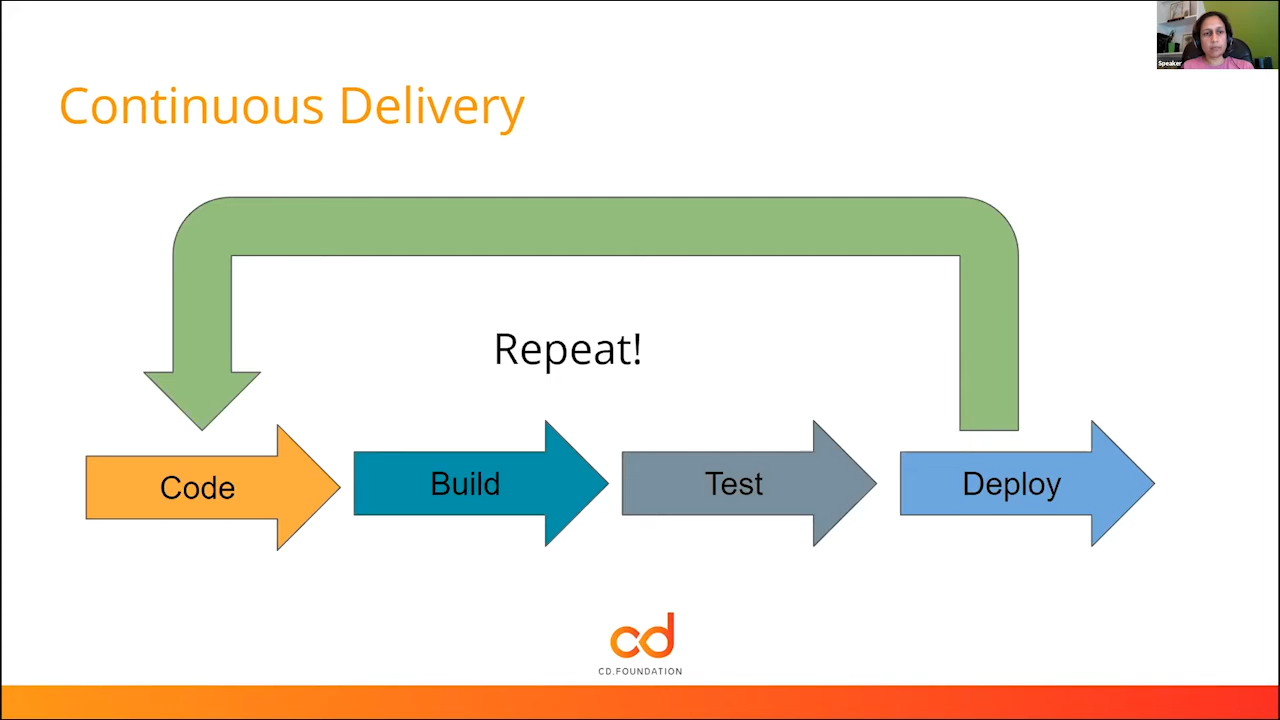 Speaker
Continuous Delivery
Repeat!
Code
Build
Test
Deploy
cd
CD.FOUNDATION